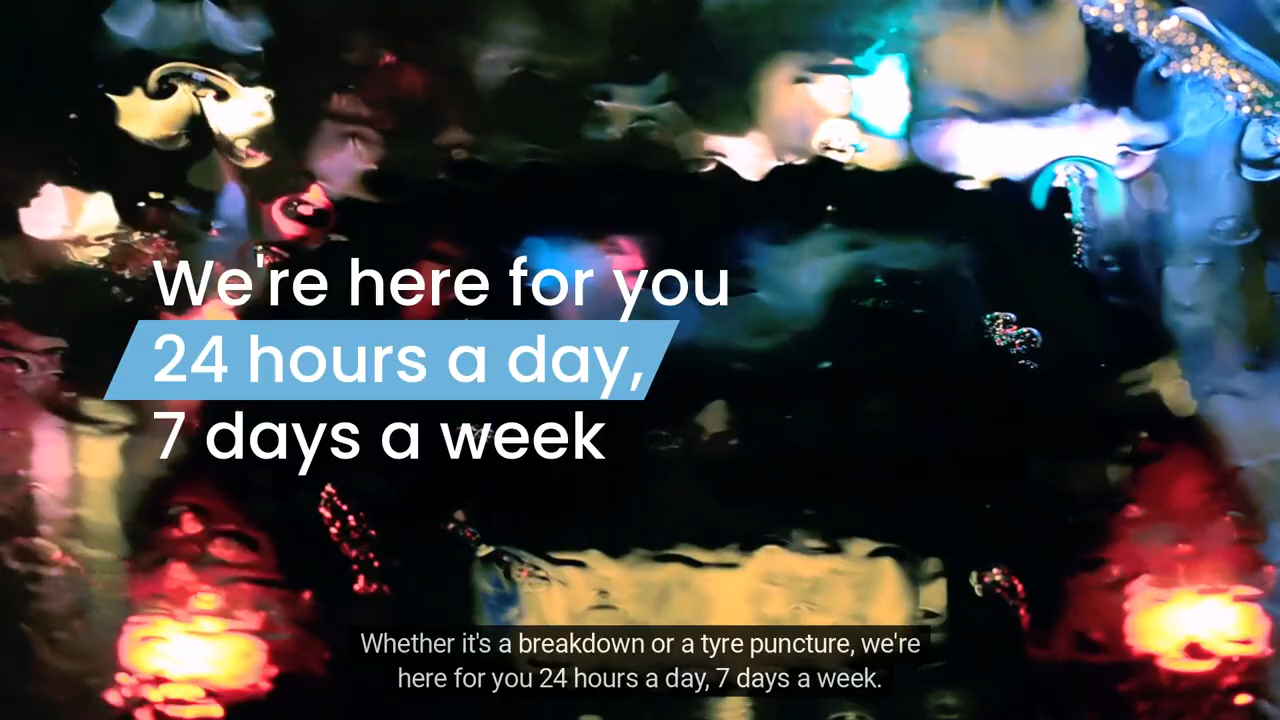 We're here for you
24 hours a day,
7 days a week
Whether it's a breakdown or a tyre puncture, we're
here for you 24 hours a day, 7 days a week.